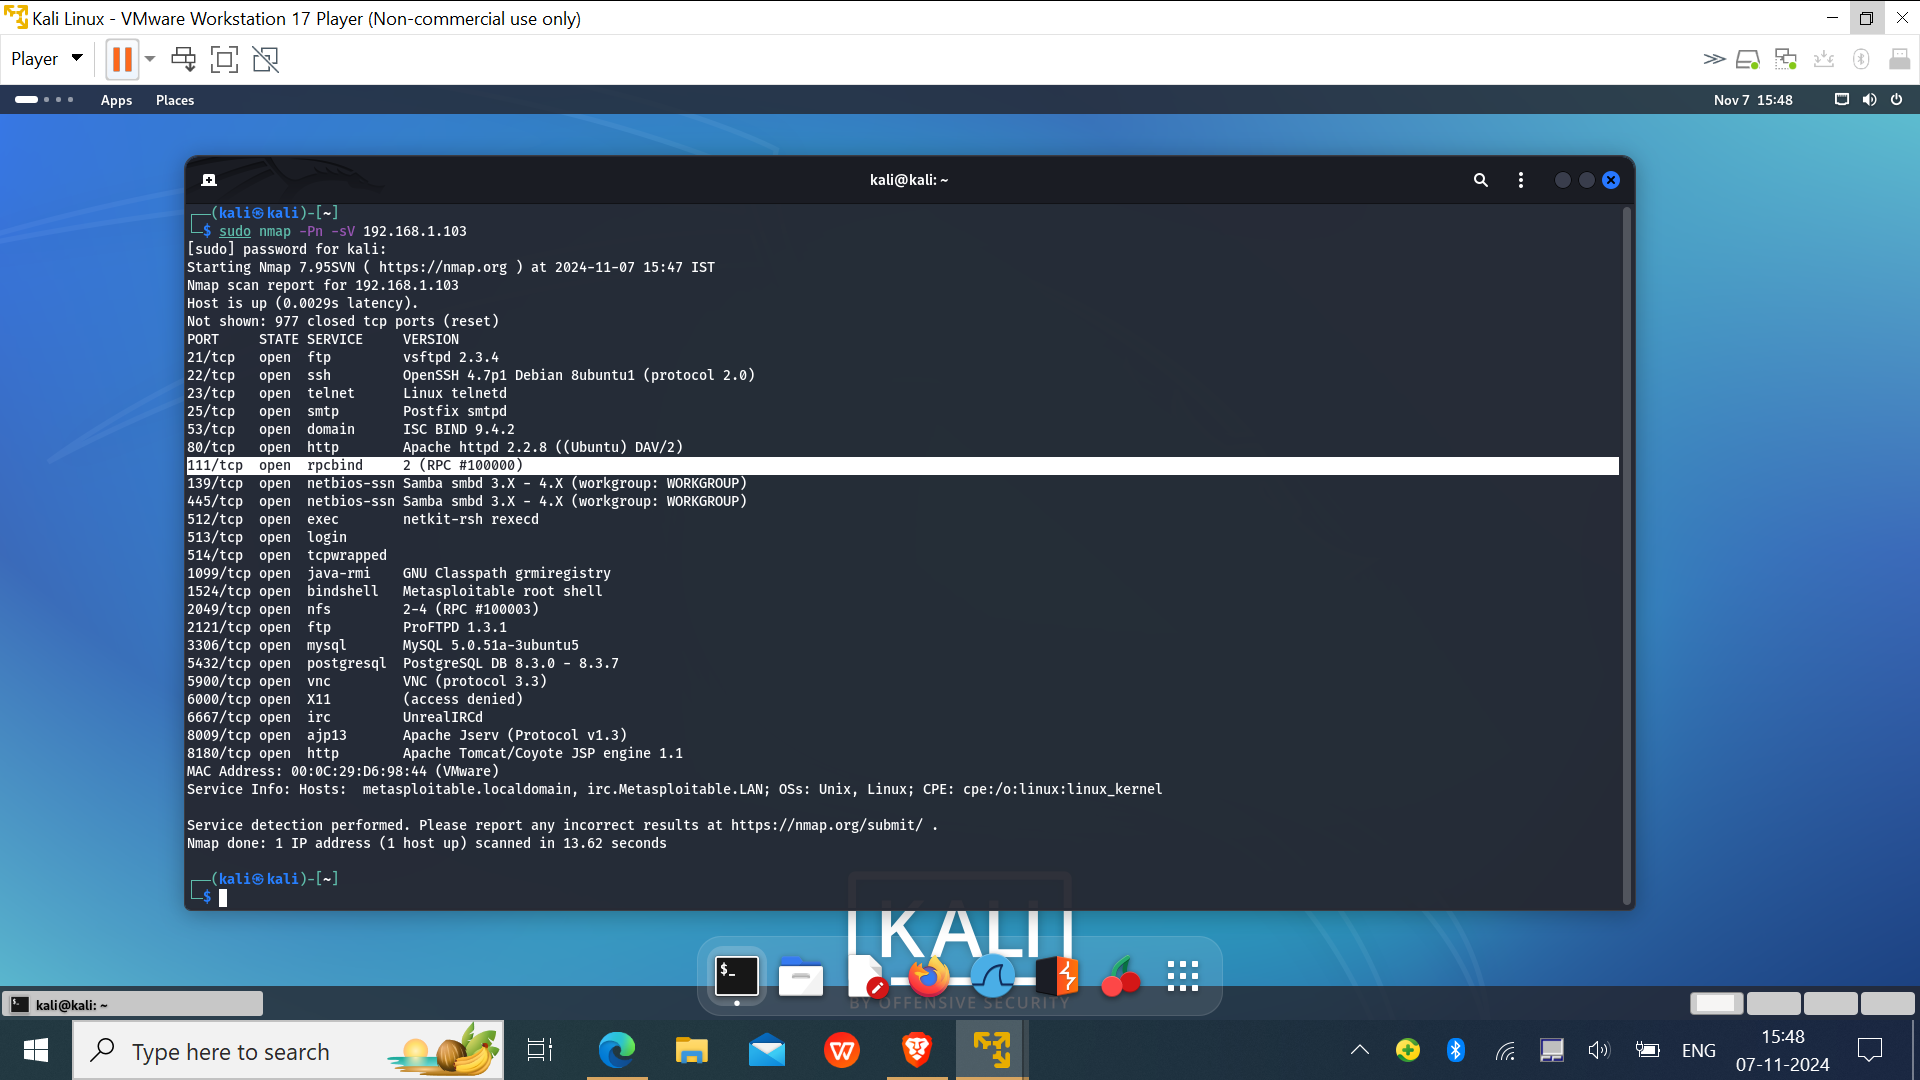 Kali Linux - VMware Workstation 17 Player (Non-commercial use only)
Player
Apps Places Nov 7 15:48
kali@kali: ~
┌──(kali㉿kali)-[~]
└─$ sudo nmap -Pn -sV 192.168.1.103
[sudo] password for kali:
Starting Nmap 7.95SVN ( https://nmap.org ) at 2024-11-07 15:47 IST
Nmap scan report for 192.168.1.103
Host is up (0.0029s latency).
Not shown: 977 closed tcp ports (reset)
PORT     STATE SERVICE     VERSION
21/tcp   open  ftp         vsftpd 2.3.4
22/tcp   open  ssh         OpenSSH 4.7p1 Debian 8ubuntu1 (protocol 2.0)
23/tcp   open  telnet      Linux telnetd
25/tcp   open  smtp        Postfix smtpd
53/tcp   open  domain      ISC BIND 9.4.2
80/tcp   open  http        Apache httpd 2.2.8 ((Ubuntu) DAV/2)
111/tcp  open  rpcbind     2 (RPC #100000)
139/tcp  open  netbios-ssn Samba smbd 3.X - 4.X (workgroup: WORKGROUP)
445/tcp  open  netbios-ssn Samba smbd 3.X - 4.X (workgroup: WORKGROUP)
512/tcp  open  exec        netkit-rsh rexecd
513/tcp  open  login
514/tcp  open  tcpwrapped
1099/tcp open  java-rmi    GNU Classpath grmiregistry
1524/tcp open  bindshell   Metasploitable root shell
2049/tcp open  nfs         2-4 (RPC #100003)
2121/tcp open  ftp         ProFTPD 1.3.1
3306/tcp open  mysql       MySQL 5.0.51a-3ubuntu5
5432/tcp open  postgresql  PostgreSQL DB 8.3.0 - 8.3.7
5900/tcp open  vnc         VNC (protocol 3.3)
6000/tcp open  X11         (access denied)
6667/tcp open  irc         UnrealIRCd
8009/tcp open  ajp13       Apache Jserv (Protocol v1.3)
8180/tcp open  http        Apache Tomcat/Coyote JSP engine 1.1
MAC Address: 00:0C:29:D6:98:44 (VMware)
Service Info: Hosts:  metasploitable.localdomain, irc.Metasploitable.LAN; OSs: Unix, Linux; CPE: cpe:/o:linux:linux_kernel
Service detection performed. Please report any incorrect results at https://nmap.org/submit/ .
Nmap done: 1 IP address (1 host up) scanned in 13.62 seconds
┌──(kali㉿kali)-[~]
└─$
KALI
BY OFFENSIVE SECURITY
kali@kali: ~
Type here to search
ENG
15:48
07-11-2024